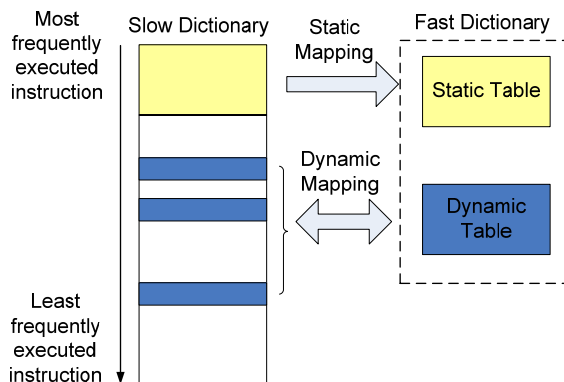 Most
frequently
executed
instruction
Slow Dictionary
Static
Mapping
Fast Dictionary
Static Table
Dynamic
Mapping
Dynamic
Table
Least
frequently
executed
instruction